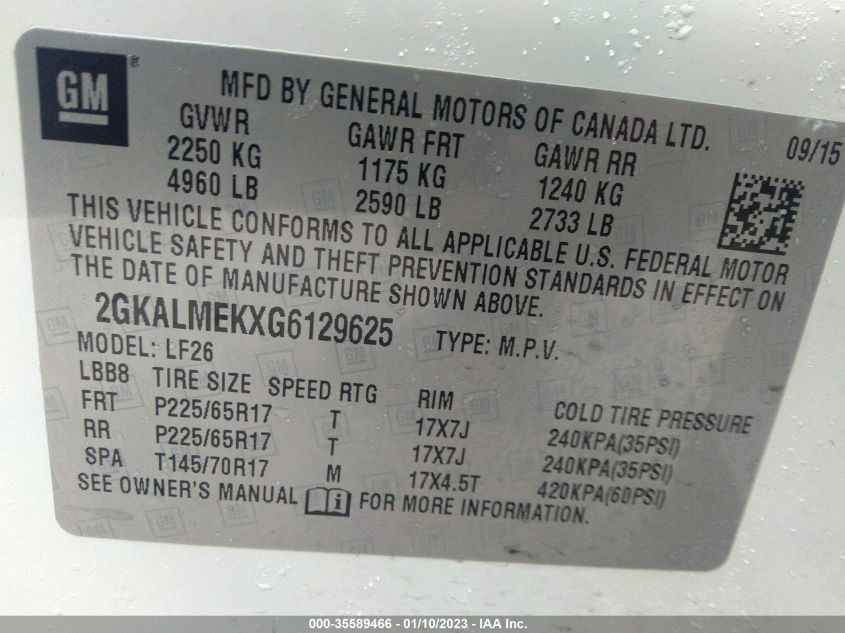 GM ®
MFD BY GENERAL MOTORS OF CANADA LTD.
GVWR GAWR FRT GAWR RR 09/15
2250 KG 1175 KG 1240 KG
4960 LB 2590 LB 2733 LB
THIS VEHICLE CONFORMS TO ALL APPLICABLE U.S. FEDERAL MOTOR
VEHICLE SAFETY AND THEFT PREVENTION STANDARDS IN EFFECT ON
THE DATE OF MANUFACTURE SHOWN ABOVE.
2GKALMEKXG6129625 TYPE: M.P.V.
MODEL: LF26
LBB8 TIRE SIZE SPEED RTG RIM COLD TIRE PRESSURE
FRT P225/65R17 T 17X7J 240KPA(35PSI)
RR P225/65R17 T 17X7J 240KPA(35PSI)
SPA T145/70R17 M 17X4.5T 420KPA(60PSI)
SEE OWNER'S MANUAL i FOR MORE INFORMATION.
000-35589466 - 01/10/2023 - IAA Inc.